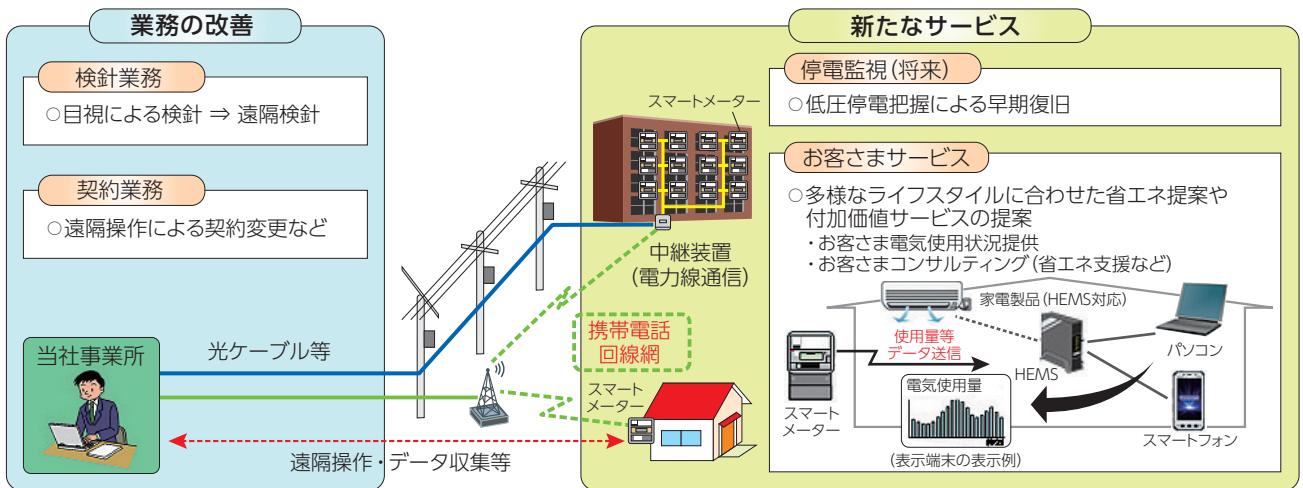 業務の改善
検針業務
○目視による検針 ⇒ 遠隔検針
契約業務
○遠隔操作による契約変更など
当社事業所
光ケーブル等
遠隔操作・データ収集等
新たなサービス
スマートメーター
中継装置
(電力線通信)
携帯電話
回線網
スマート
メーター
停電監視(将来)
○低圧停電把握による早期復旧
お客さまサービス
○多様なライフスタイルに合わせた省エネ提案や
付加価値サービスの提案
・お客さま電気使用状況提供
・お客さまコンサルティング(省エネ支援など)
家電製品(HEMS対応)
使用量等
データ送信
HEMS
パソコン
スマート
メーター
電気使用量
(表示端末の表示例)
スマートフォン